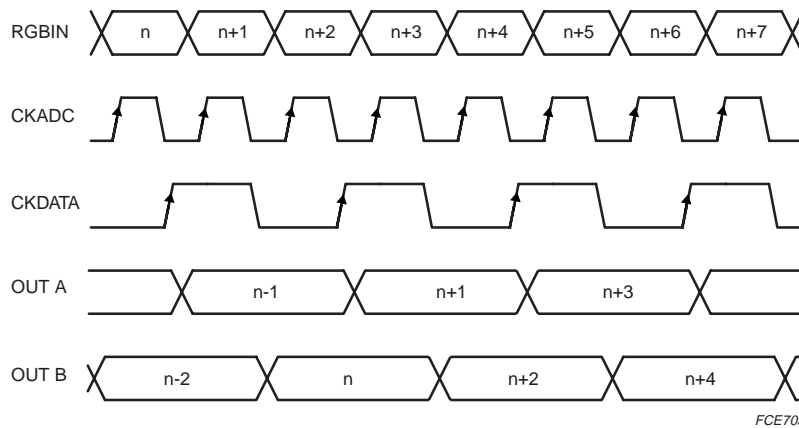 RGBIN n n+1 n+2 n+3 n+4 n+5 n+6 n+7
CKADC
CKDATA
OUT A n-1 n+1 n+3
OUT B n-2 n n+2 n+4